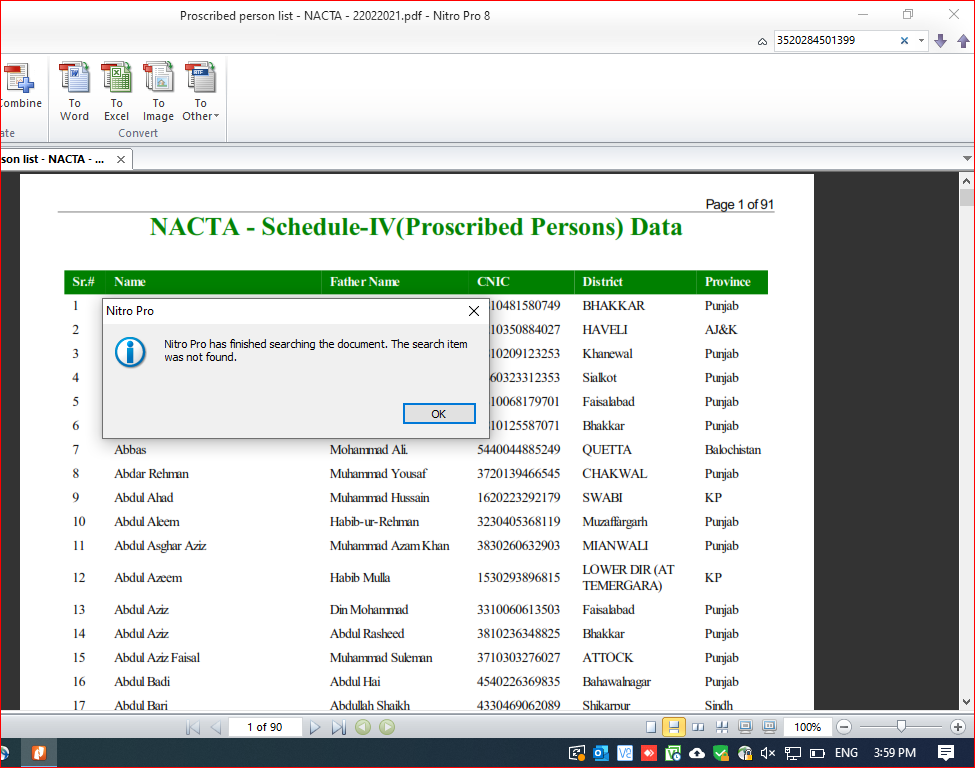 Proscribed person list - NACTA - 22022021.pdf - Nitro Pro 8
3520284501399
ombine
To Word
To Excel
To Image
To Other
ate
Convert
son list - NACTA - ...
Page 1 of 91
NACTA - Schedule-IV(Proscribed Persons) Data
Sr.# Name Father Name CNIC District Province
1 10481580749 BHAKKAR Punjab
2 10350884027 HAVELI AJ&K
3 10209123253 Khanewal Punjab
4 60323312353 Sialkot Punjab
5 10068179701 Faisalabad Punjab
6 10125587071 Bhakkar Punjab
Nitro Pro
Nitro Pro has finished searching the document. The search item
was not found.
OK
7 Abbas Mohammad Ali. 5440044885249 QUETTA Balochistan
8 Abdar Rehman Muhammad Yousaf 3720139466545 CHAKWAL Punjab
9 Abdul Ahad Muhammad Hussain 1620223292179 SWABI KP
10 Abdul Aleem Habib-ur-Rehman 3230405368119 Muzaffargarh Punjab
11 Abdul Asghar Aziz Muhammad Azam Khan 3830260632903 MIANWALI Punjab
12 Abdul Azeem Habib Mulla 1530293896815 LOWER DIR (AT TEMERGARA) KP
13 Abdul Aziz Din Mohammad 3310060613503 Faisalabad Punjab
14 Abdul Aziz Abdul Rasheed 3810236348825 Bhakkar Punjab
15 Abdul Aziz Faisal Muhammad Suleman 3710303276027 ATTOCK Punjab
16 Abdul Badi Abdul Hai 4540226369835 Bahawalnagar Punjab
17 Abdul Bari Abdullah Shaikh 4330469062089 Shikarpur Sindh
1 of 90
100%
ENG
3:59 PM